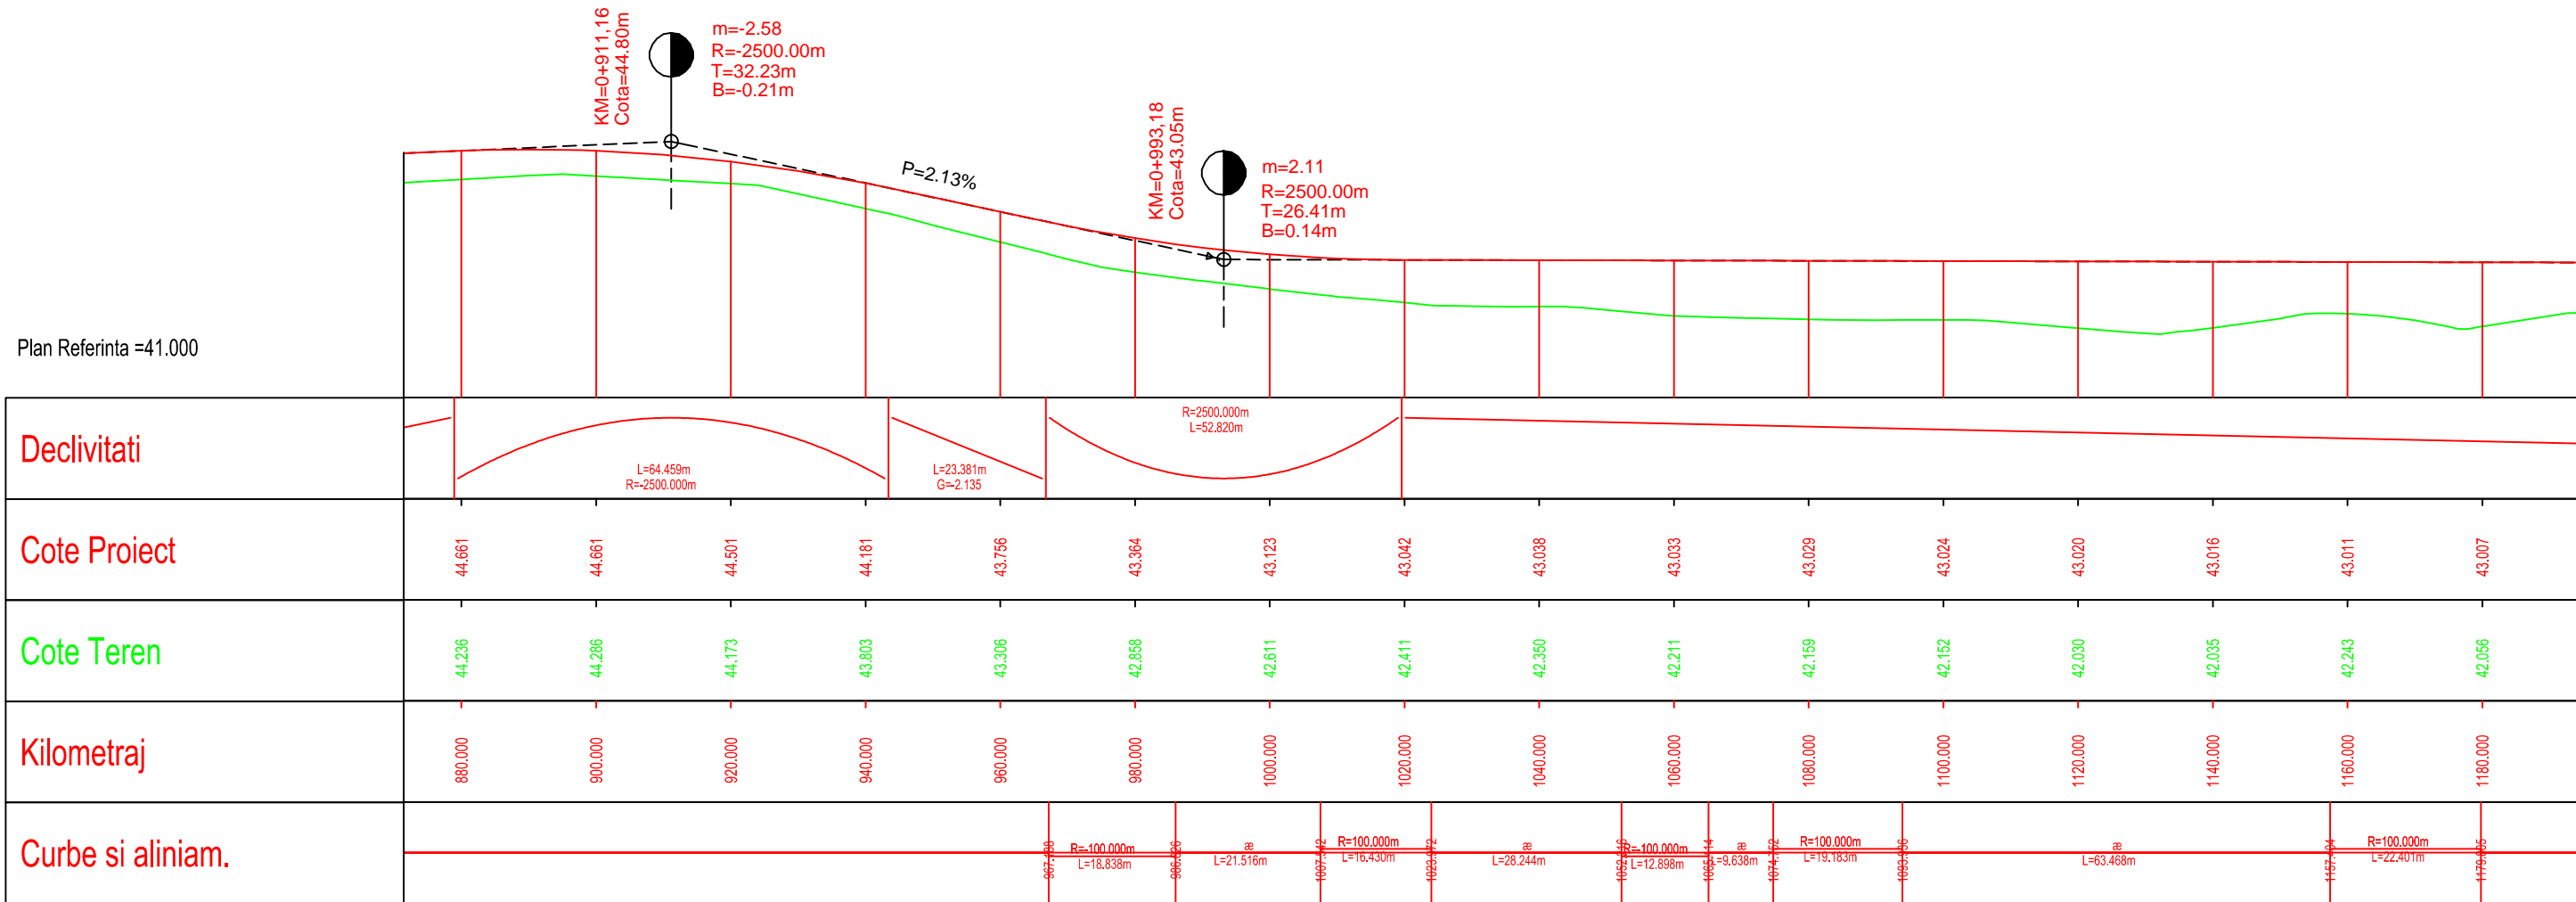 KM=0+911,16
Cota=44.80m
m=-2.58
R=-2500.00m
T=32.23m
B=-0.21m
P=2.13%
KM=0+993,18
Cota=43.05m
m=2.11
R=2500.00m
T=26.41m
B=0.14m
Plan Referinta =41.000
Declivitati
L=64.459m
R=-2500.000m
L=23.381m
G=-2.135
R=2500.000m
L=52.820m
Cote Proiect
44.661 44.661 44.501 44.181 43.756 43.364 43.123 43.042 43.038 43.033 43.029 43.024 43.020 43.016 43.011 43.007
Cote Teren
44.236 44.286 44.173 43.803 43.306 42.858 42.611 42.411 42.350 42.211 42.159 42.152 42.030 42.035 42.243 42.056
Kilometraj
880.000 900.000 920.000 940.000 960.000 980.000 1000.000 1020.000 1040.000 1060.000 1080.000 1100.000 1120.000 1140.000 1160.000 1180.000
Curbe si aliniam.
R=-100.000m
L=18.838m
æ
L=21.516m
R=100.000m
L=16.430m
æ
L=28.244m
R=-100.000m
L=12.898m
æ
L=9.638m
R=100.000m
L=19.183m
æ
L=63.468m
R=100.000m
L=22.401m